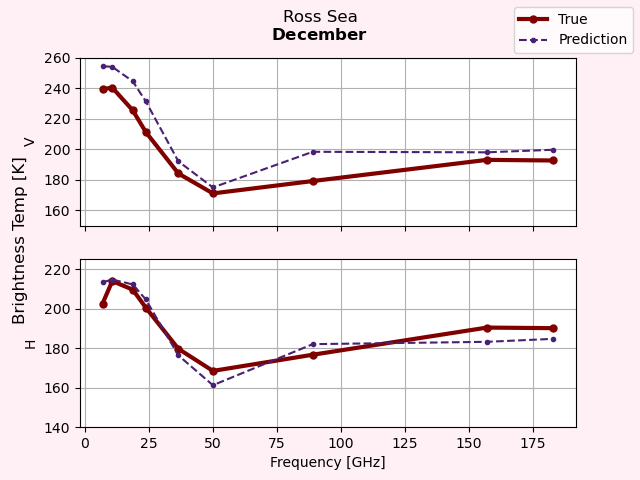 Ross Sea
December
True
Prediction
260
240
220
200
180
160
V
Brightness Temp [K]
220
200
180
160
140
H
0 25 50 75 100 125 150 175
Frequency [GHz]